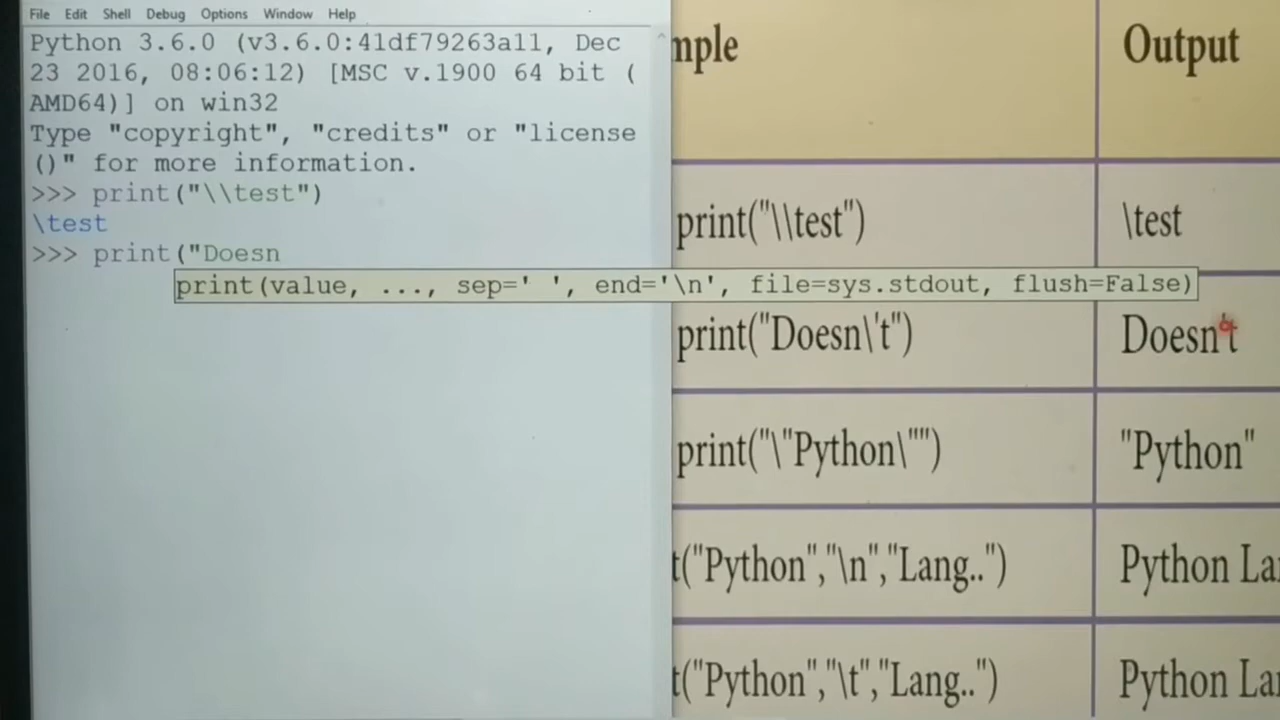 File Edit Shell Debug Options Window Help
Python 3.6.0 (v3.6.0:41df79263a11, Dec
23 2016, 08:06:12) [MSC v.1900 64 bit (
AMD64)] on win32
Type "copyright", "credits" or "license
()" for more information.
>>> print("\\test")
\test
>>> print("Doesn
print(value, ..., sep=' ', end='\n', file=sys.stdout, flush=False)
mple
Output
print("\\test")
\test
print("Doesn\'t")
Doesn't
print("\"Python\"")
"Python"
t("Python","\n","Lang..")
Python La
t("Python","\t","Lang..")
Python La